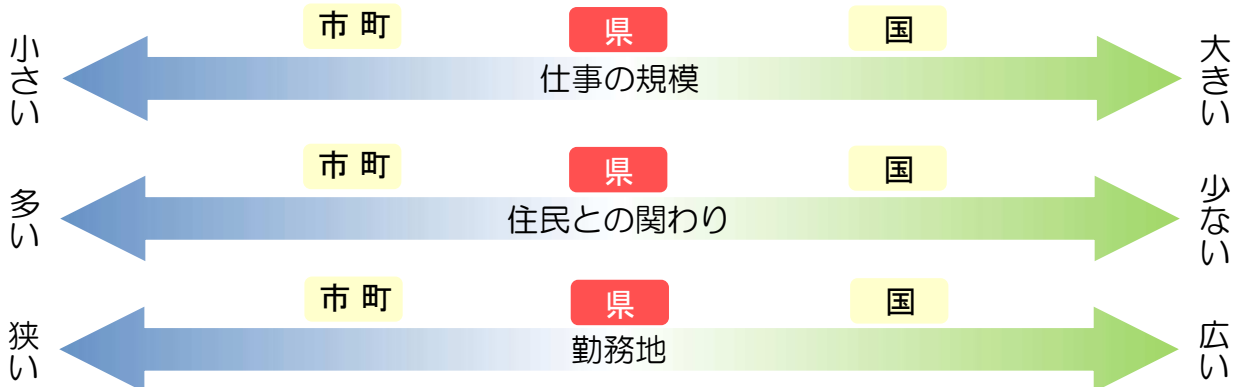 市 町 県 国
小さい 仕事の規模 大きい
市 町 県 国
多い 住民との関わり 少ない
市 町 県 国
狭い 勤務地 広い